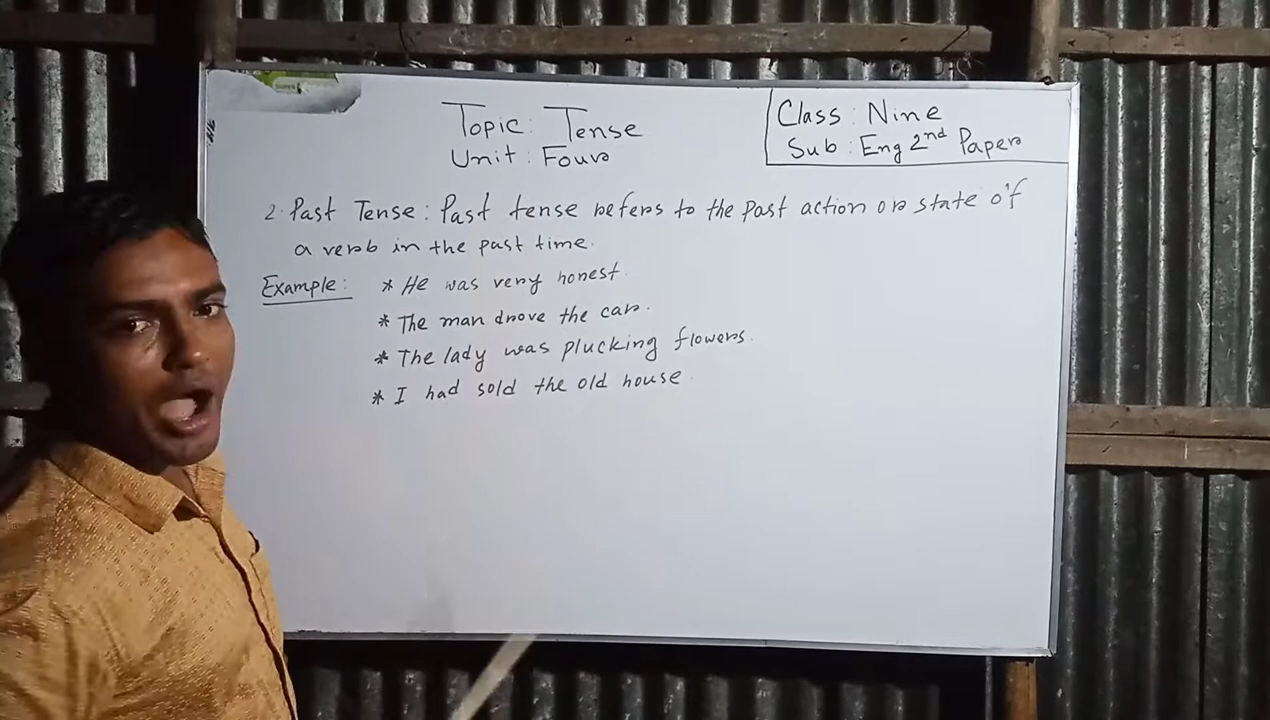 Topic : Tense
Unit : Four
Class : Nine
Sub : Eng 2nd Paper
2. Past Tense : Past tense refers to the past action or state of
a verb in the past time.
Example : * He was very honest.
* The man drove the car.
* The lady was plucking flowers.
* I had sold the old house.